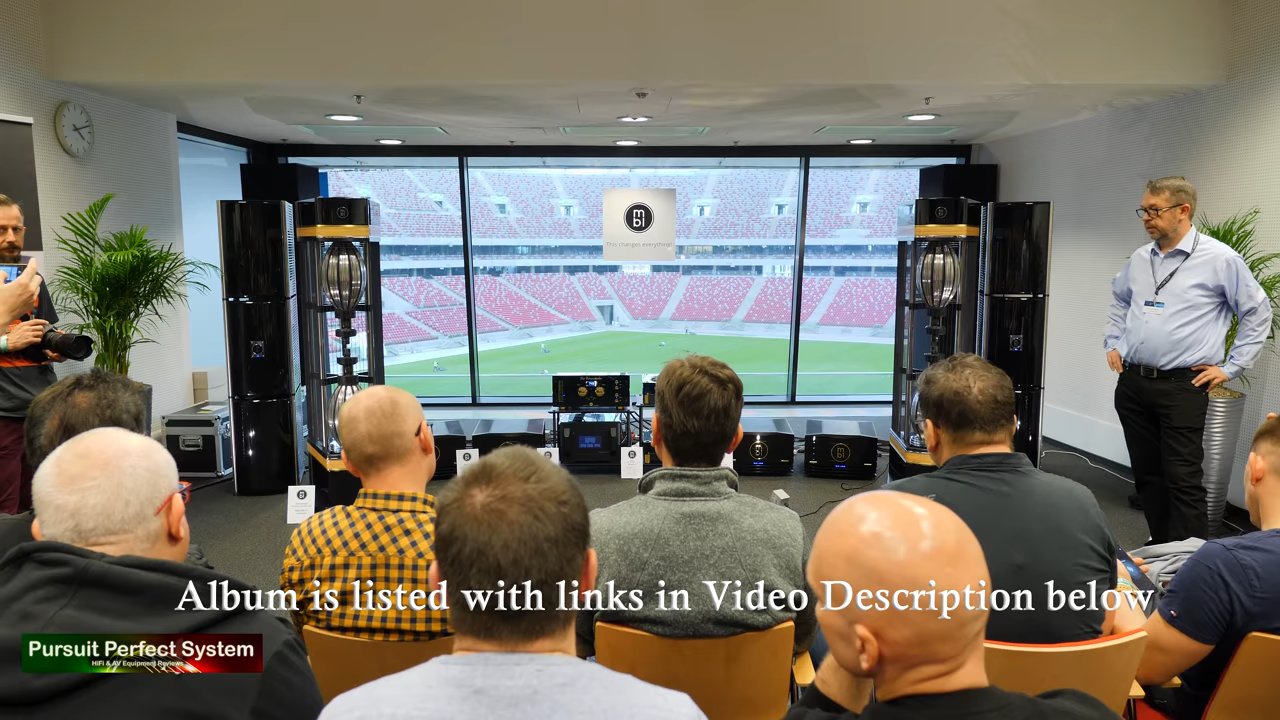 mbl
This changes everything!
Album is listed with links in Video Description below
Pursuit Perfect System
HiFi & AV Equipment Reviews